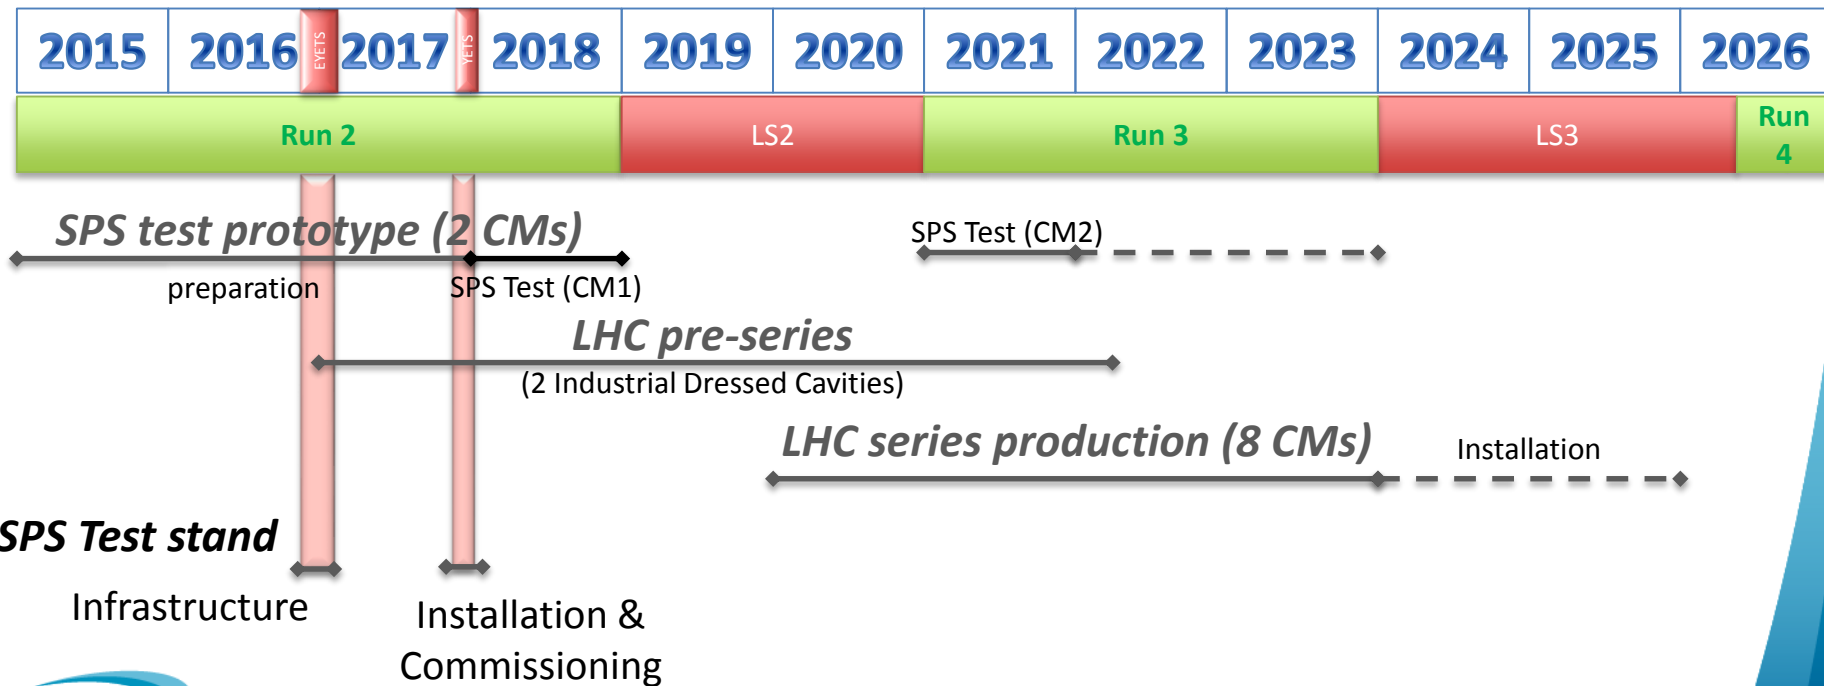 2015 2016 EYETS 2017 YETS 2018 2019 2020 2021 2022 2023 2024 2025 2026
Run 2 LS2 Run 3 LS3 Run
4
SPS test prototype (2 CMs)
SPS Test (CM2)
preparation
SPS Test (CM1)
LHC pre-series
(2 Industrial Dressed Cavities)
LHC series production (8 CMs)
Installation
SPS Test stand
Infrastructure
Installation &
Commissioning